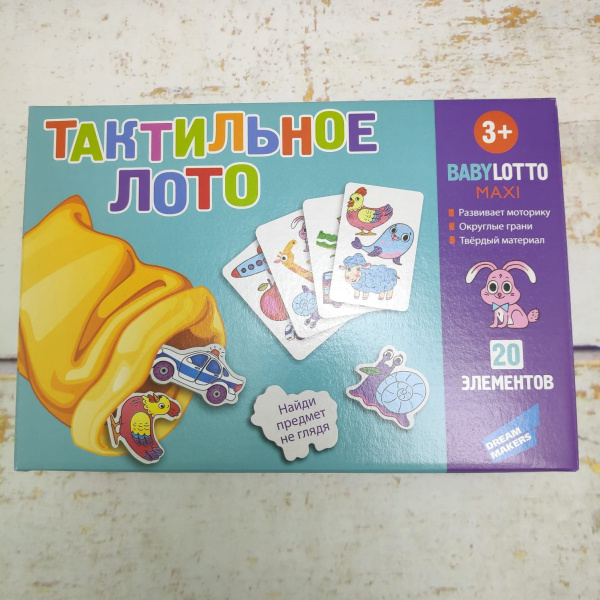 ТАКТИЛЬНОЕ
ЛОТО
Найди
предмет
не глядя
3+
BABYLOTTO
MAXI
Развивает моторику
Округлые грани
Твёрдый материал
20
ЭЛЕМЕНТОВ
DREAM
MAKERS